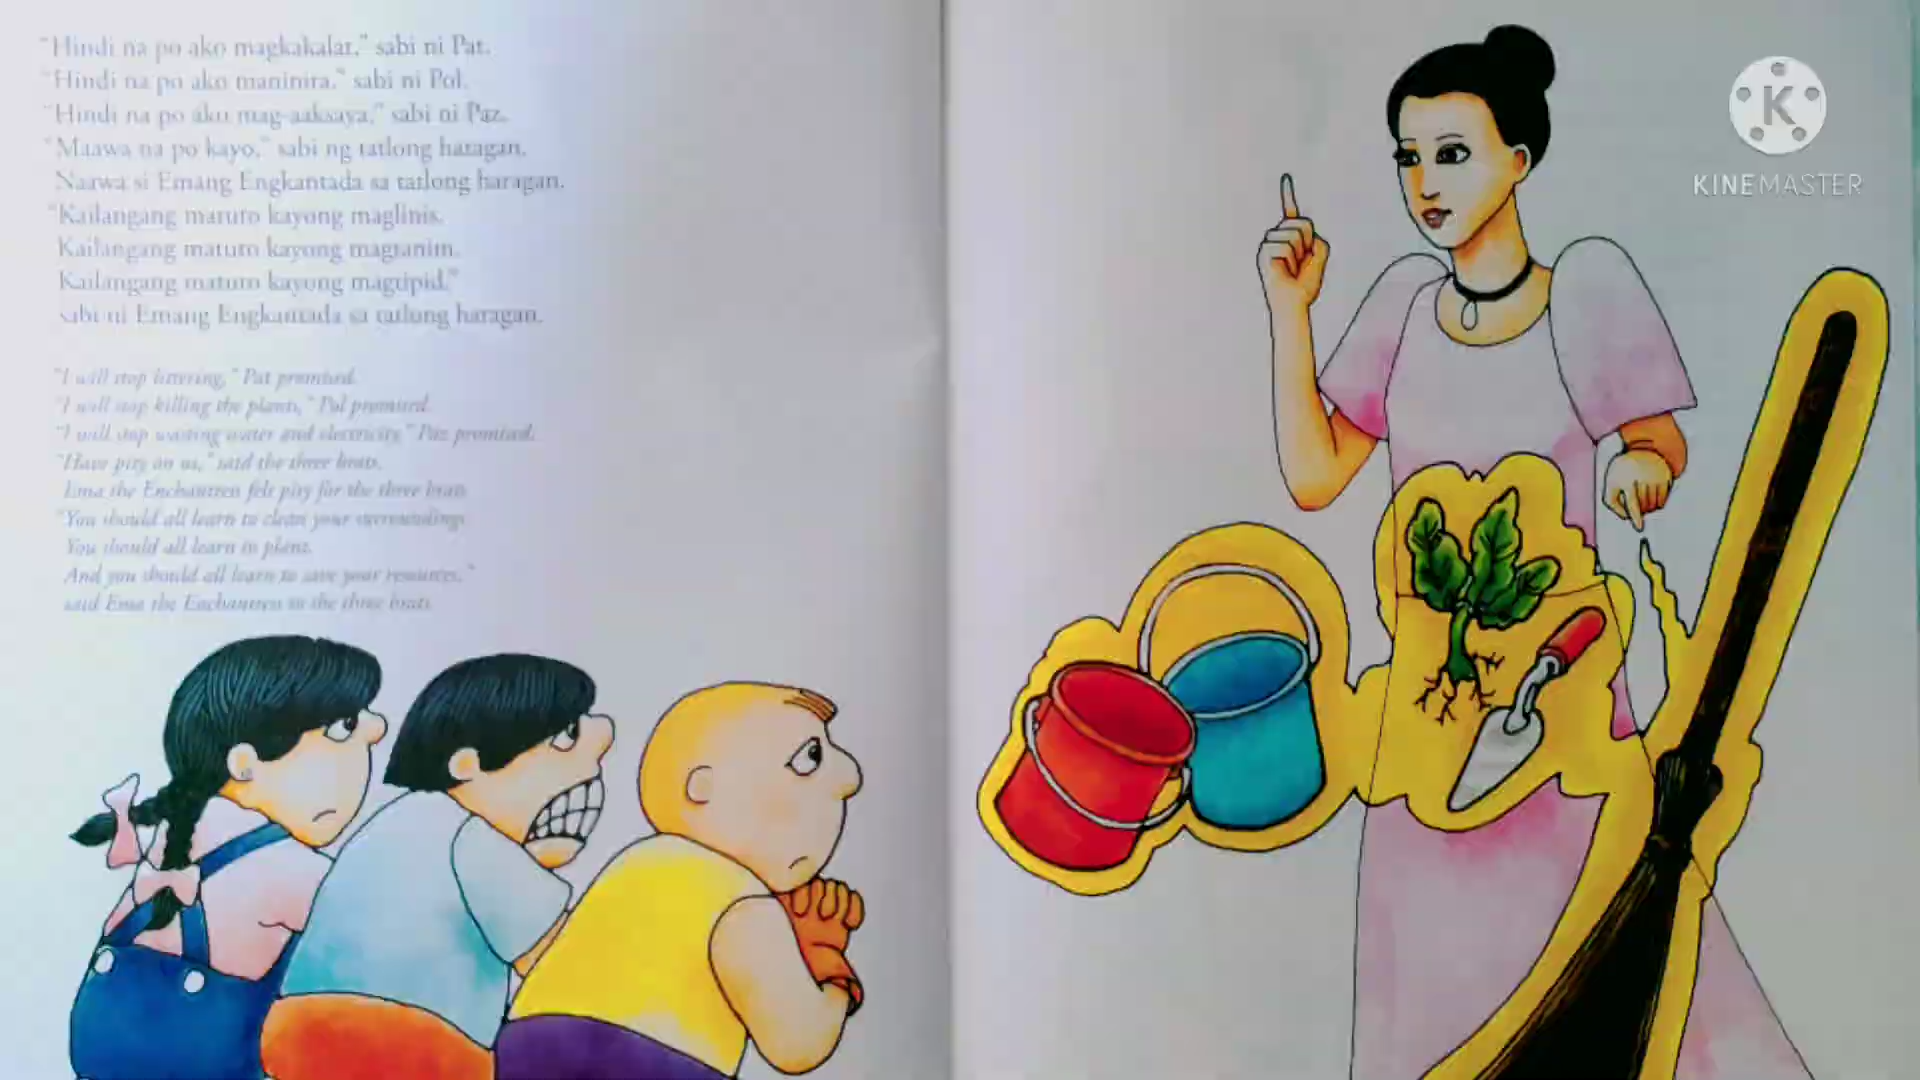 "Hindi na po ako magkakalat," sabi ni Pat.
"Hindi na po ako maninira," sabi ni Pol.
"Hindi na po ako mag-aaksaya," sabi ni Paz.
"Maawa na po kayo," sabi ng tatlong haragan.
Naawa si Emang Engkantada sa tatlong haragan.
"Kailangang matuto kayong maglinis.
Kailangang matuto kayong magtanim.
Kailangang matuto kayong magtipid,"
sabi ni Emang Engkantada sa tatlong haragan.
"I will stop littering," Pat promised.
"I will stop killing the plants," Pol promised.
"I will stop wasting water and electricity," Paz promised.
"Have pity on us," said the three brats.
Ema the Enchantress felt pity for the three brats.
"You should all learn to clean your surroundings.
You should all learn to plant.
And you should all learn to save your resources,"
said Ema the Enchantress to the three brats.
K
KINEMASTER